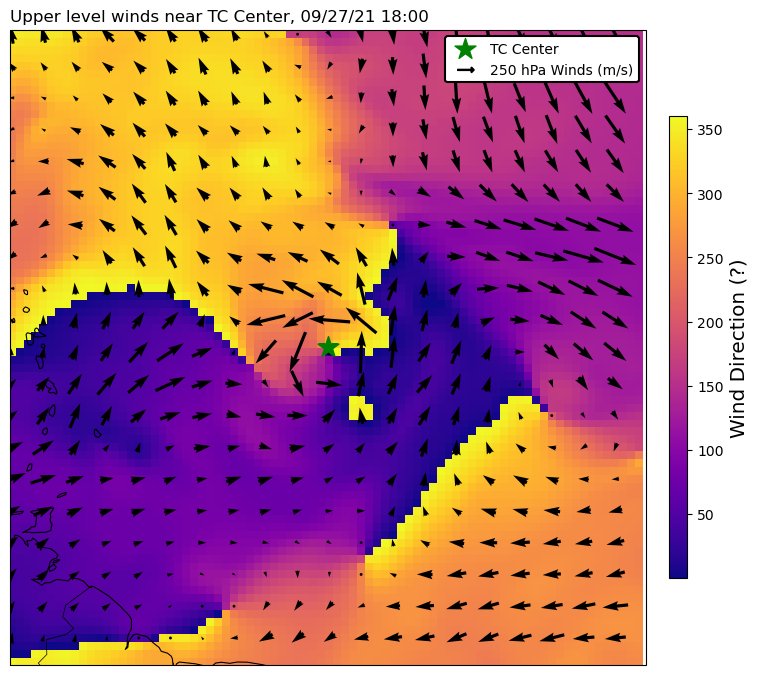 Upper level winds near TC Center, 09/27/21 18:00
TC Center
250 hPa Winds (m/s)
350
300
250
200
150
100
50
Wind Direction (?)